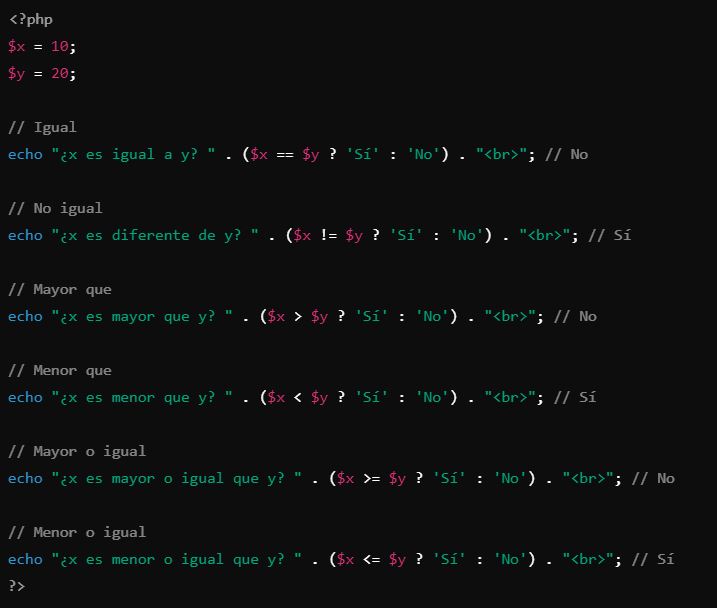 <?php
$x = 10;
$y = 20;
// Igual
echo "¿x es igual a y? " . ($x == $y ? 'Sí' : 'No') . "<br>"; // No
// No igual
echo "¿x es diferente de y? " . ($x != $y ? 'Sí' : 'No') . "<br>"; // Sí
// Mayor que
echo "¿x es mayor que y? " . ($x > $y ? 'Sí' : 'No') . "<br>"; // No
// Menor que
echo "¿x es menor que y? " . ($x < $y ? 'Sí' : 'No') . "<br>"; // Sí
// Mayor o igual
echo "¿x es mayor o igual que y? " . ($x >= $y ? 'Sí' : 'No') . "<br>"; // No
// Menor o igual
echo "¿x es menor o igual que y? " . ($x <= $y ? 'Sí' : 'No') . "<br>"; // Sí
?>